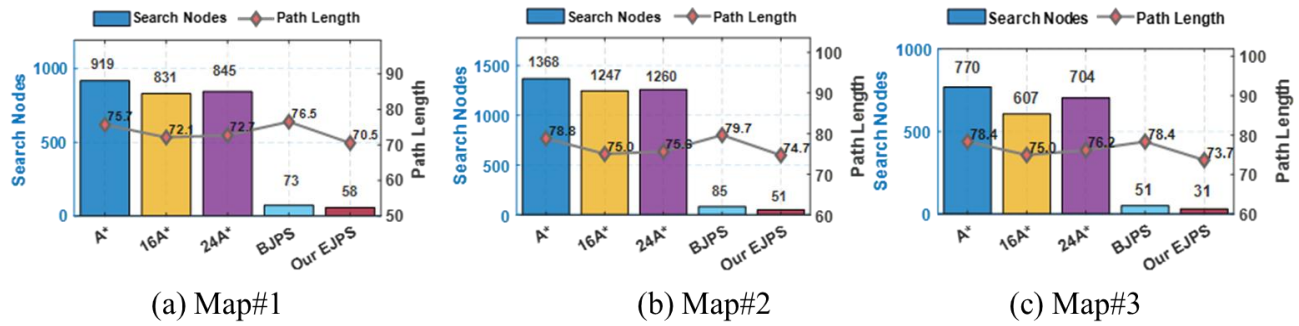 Search Nodes Path Length
Search Nodes
1000
500
0
919
831
845
73
58
75.7
72.1
72.7
76.5
70.5
90
80
70
60
50
Path Length
A*
16A*
24A*
BJPS
Our EJPS
(a) Map#1
Search Nodes Path Length
Search Nodes
1500
1000
500
0
1368
1247
1260
85
51
78.8
75.0
75.6
79.7
74.7
100
90
80
70
60
Path Length
A*
16A*
24A*
BJPS
Our EJPS
(b) Map#2
Search Nodes Path Length
Search Nodes
1000
500
0
770
607
704
51
31
78.4
75.0
76.2
78.4
73.7
100
90
80
70
60
Path Length
A*
16A*
24A*
BJPS
Our EJPS
(c) Map#3